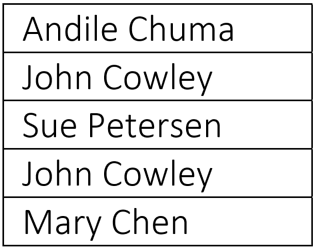 Andile Chuma
John Cowley
Sue Petersen
John Cowley
Mary Chen